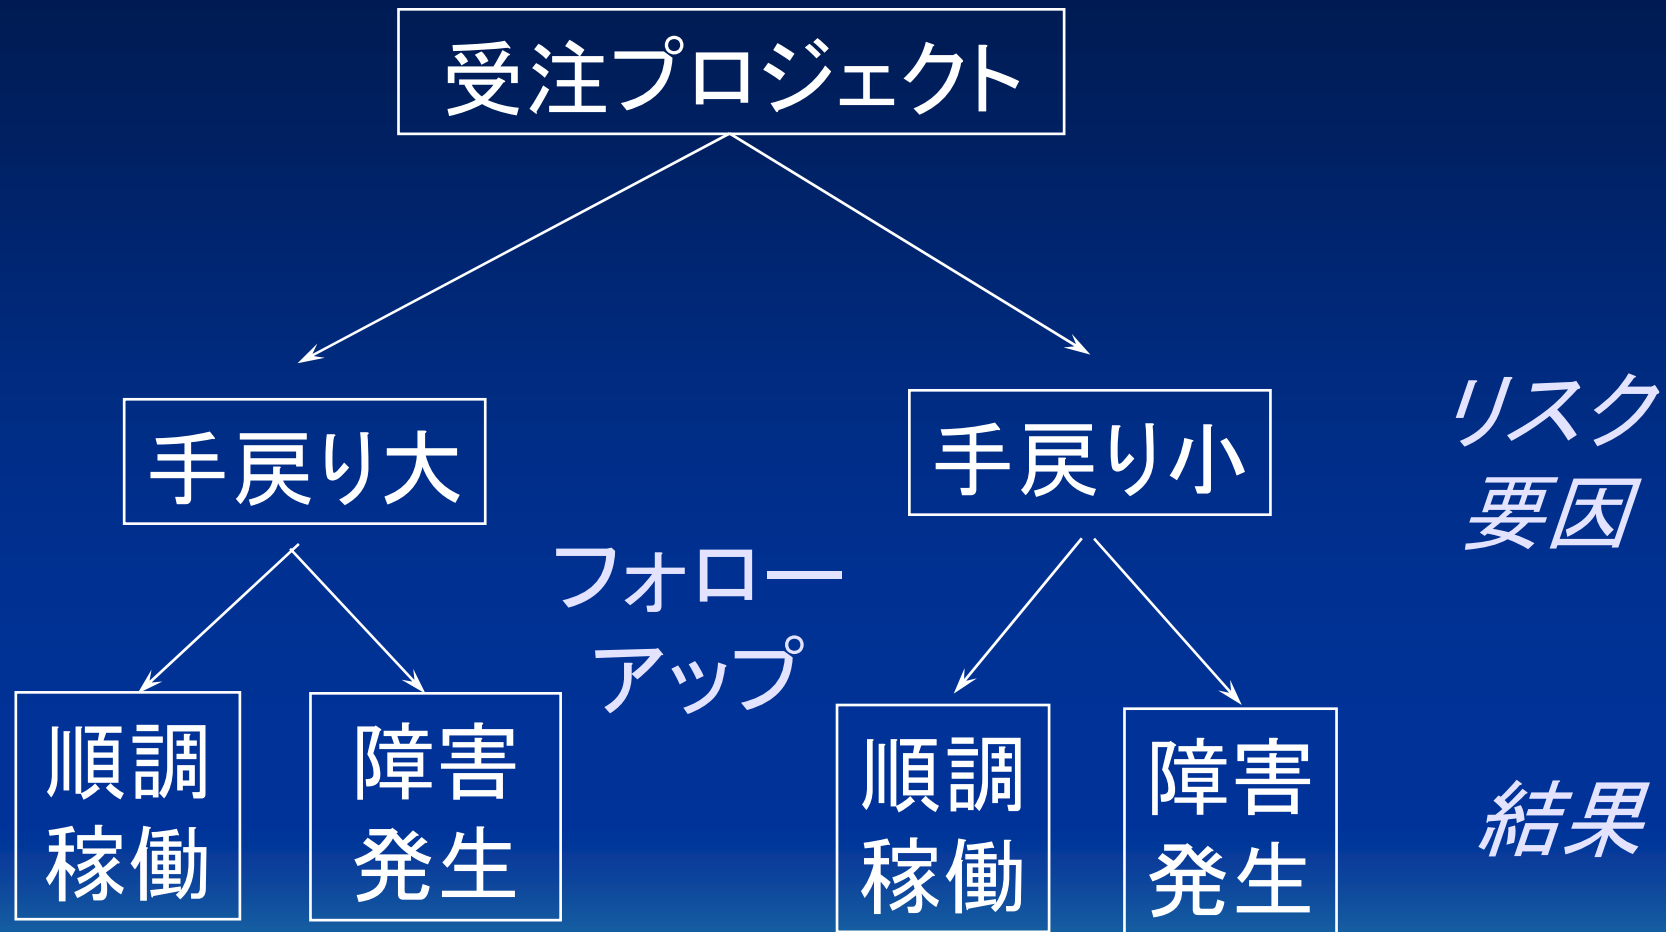 受注プロジェクト
手戻り大
手戻り小
リスク
要因
フォロー
アップ
順調
稼働
障害
発生
順調
稼働
障害
発生
結果